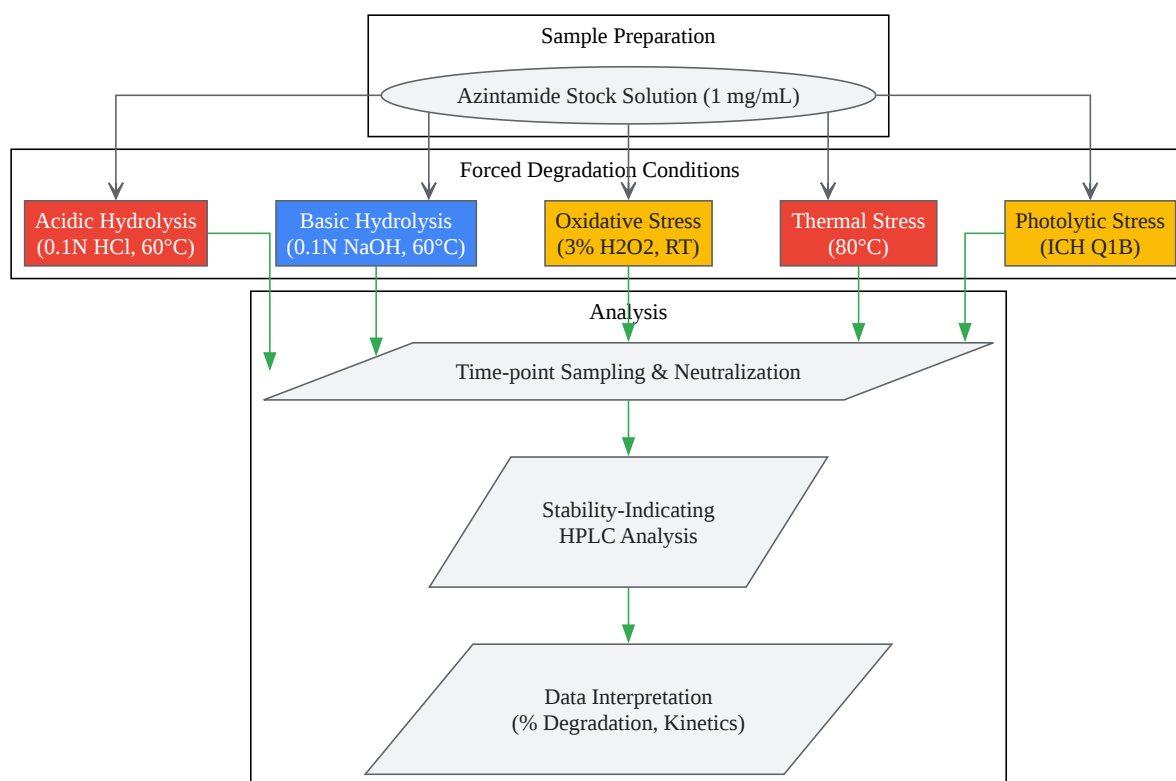 Sample Preparation
Azintamide Stock Solution (1 mg/mL)
Forced Degradation Conditions
Acidic Hydrolysis
(0.1N HCl, 60°C)
Basic Hydrolysis
(0.1N NaOH, 60°C)
Oxidative Stress
(3% H2O2, RT)
Thermal Stress
(80°C)
Photolytic Stress
(ICH Q1B)
Analysis
Time-point Sampling & Neutralization
Stability-Indicating
HPLC Analysis
Data Interpretation
(% Degradation, Kinetics)